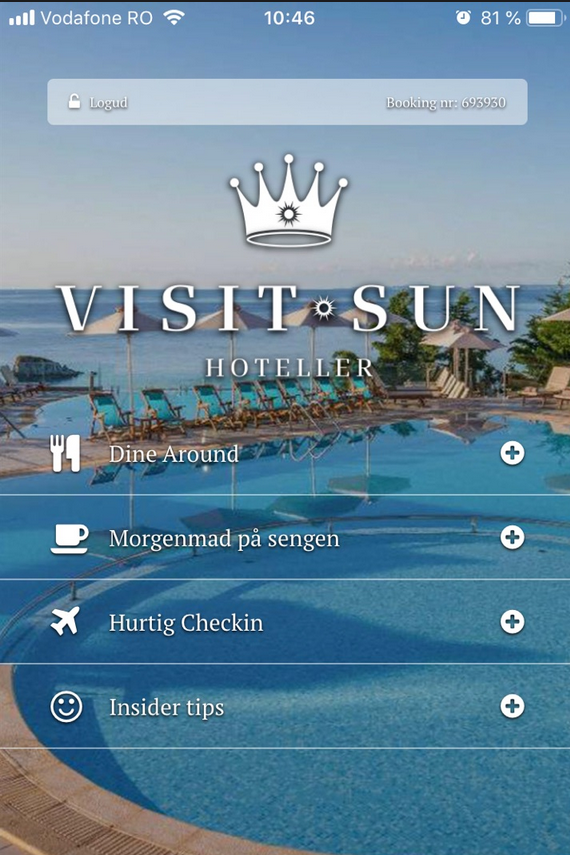 Vodafone RO 10:46 81 %
Logud Booking nr: 693930
VISIT SUN
HOTELLER
Dine Around
Morgenmad på sengen
Hurtig Checkin
Insider tips